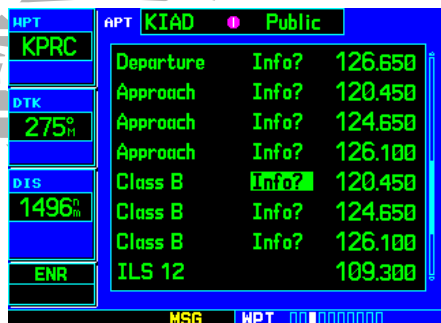 WPT
KPRC
DTK
275°M
DIS
1496nm
ENR
APT KIAD Public
Departure Info? 126.650
Approach Info? 120.450
Approach Info? 124.650
Approach Info? 126.100
Class B Info? 120.450
Class B Info? 124.650
Class B Info? 126.100
ILS 12 109.300
MSG WPT